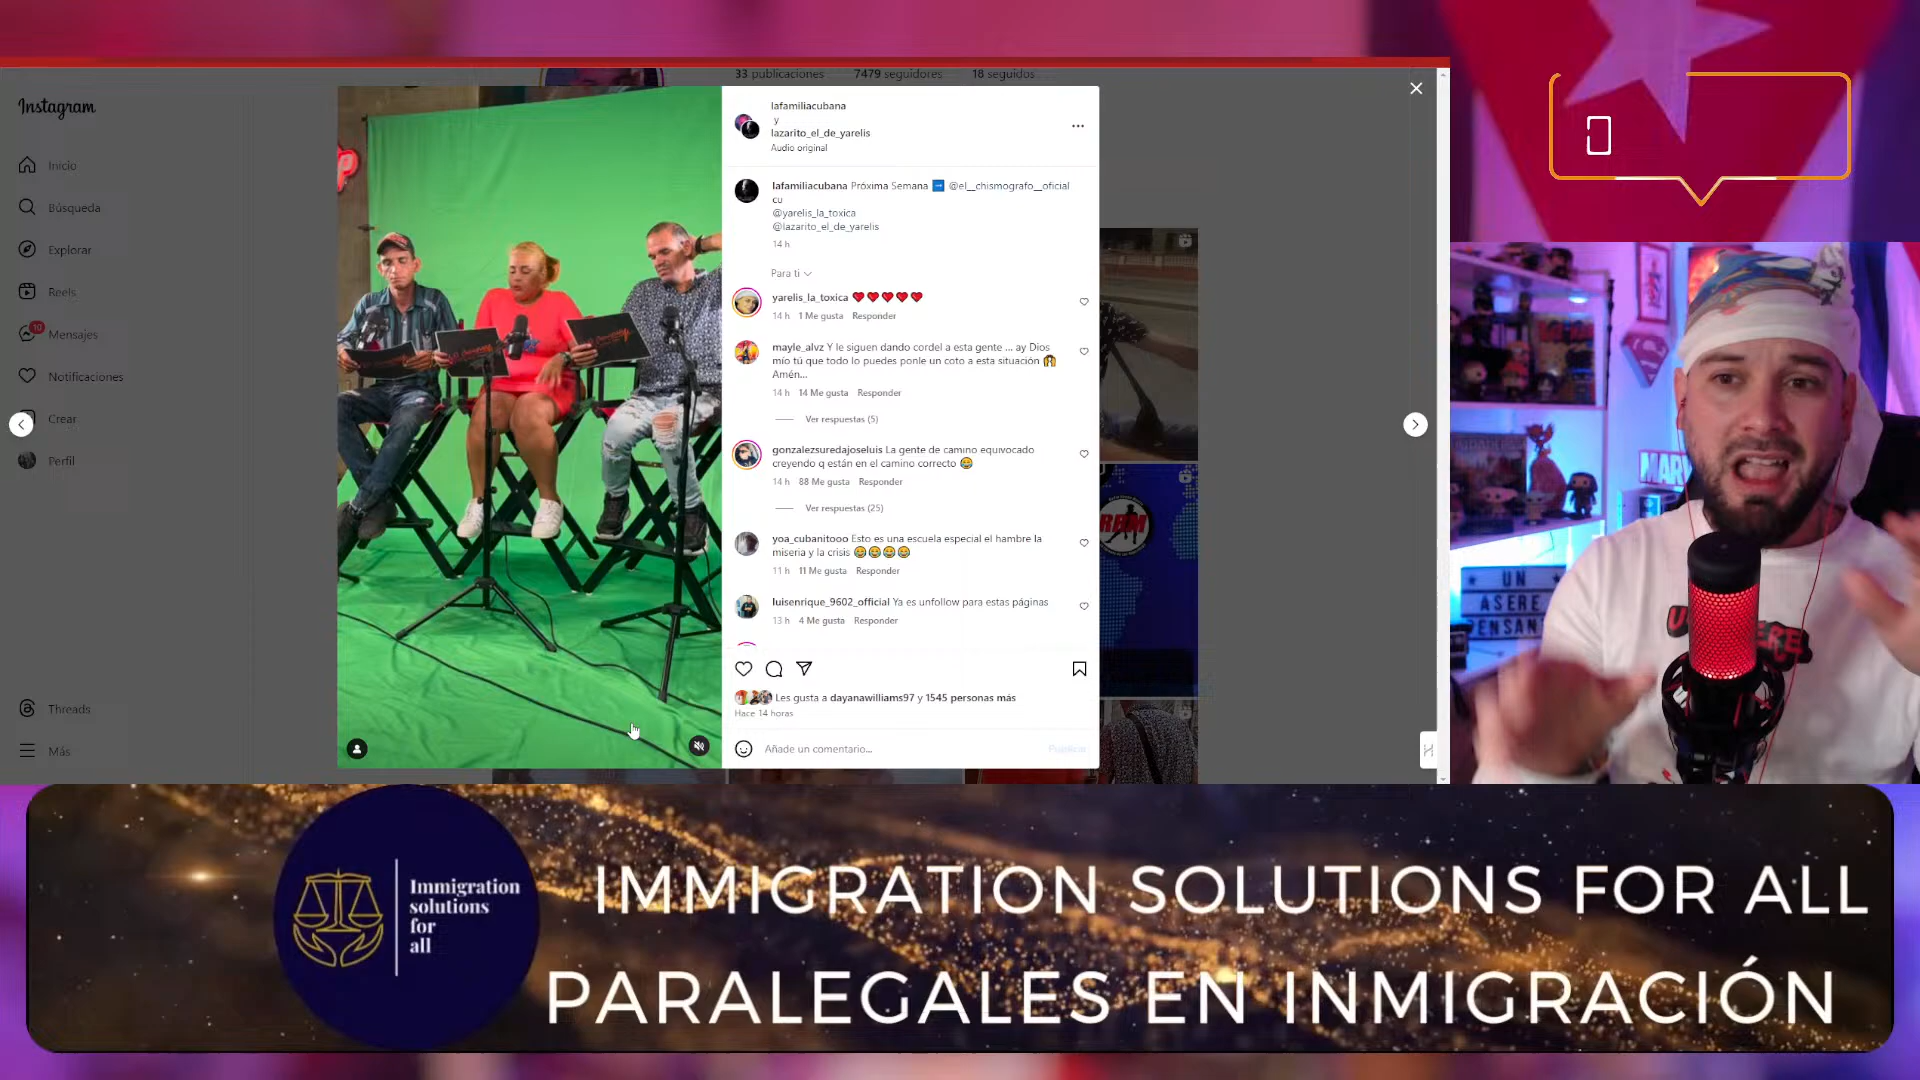 33 publicaciones 7479 seguidores 18 seguidos
Instagram
Inicio
Búsqueda
Explorar
Reels
10
Mensajes
Notificaciones
Crear
Perfil
Threads
Más
lafamiliacubana
y
lazarito_el_de_yarelis
Audio original
lafamiliacubana Próxima Semana ➡️ @el__chismografo__oficial
cu
@yarelis_la_toxica
@lazarito_el_de_yarelis
14 h
Para ti
yarelis_la_toxica ❤️❤️❤️❤️❤️
14 h 1 Me gusta Responder
mayle_alvz Y le siguen dando cordel a esta gente ... ay Dios
mío tú que todo lo puedes ponle un coto a esta situación
Amén...
14 h 14 Me gusta Responder
Ver respuestas (5)
gonzalezsuredajoseluis La gente de camino equivocado
creyendo q están en el camino correcto 😂
14 h 88 Me gusta Responder
Ver respuestas (25)
yoa_cubanitooo Esto es una escuela especial el hambre la
miseria y la crisis 😂😂😂😂
11 h 11 Me gusta Responder
luisenrique_9602_official Ya es unfollow para estas páginas
13 h 4 Me gusta Responder
Les gusta a dayanawilliams97 y 1545 personas más
Hace 14 horas
Añade un comentario...
Publicar
UN
ASERE
PENSANT
Immigration
solutions
for
all
IMMIGRATION SOLUTIONS FOR ALL
PARALEGALES EN INMIGRACIÓN